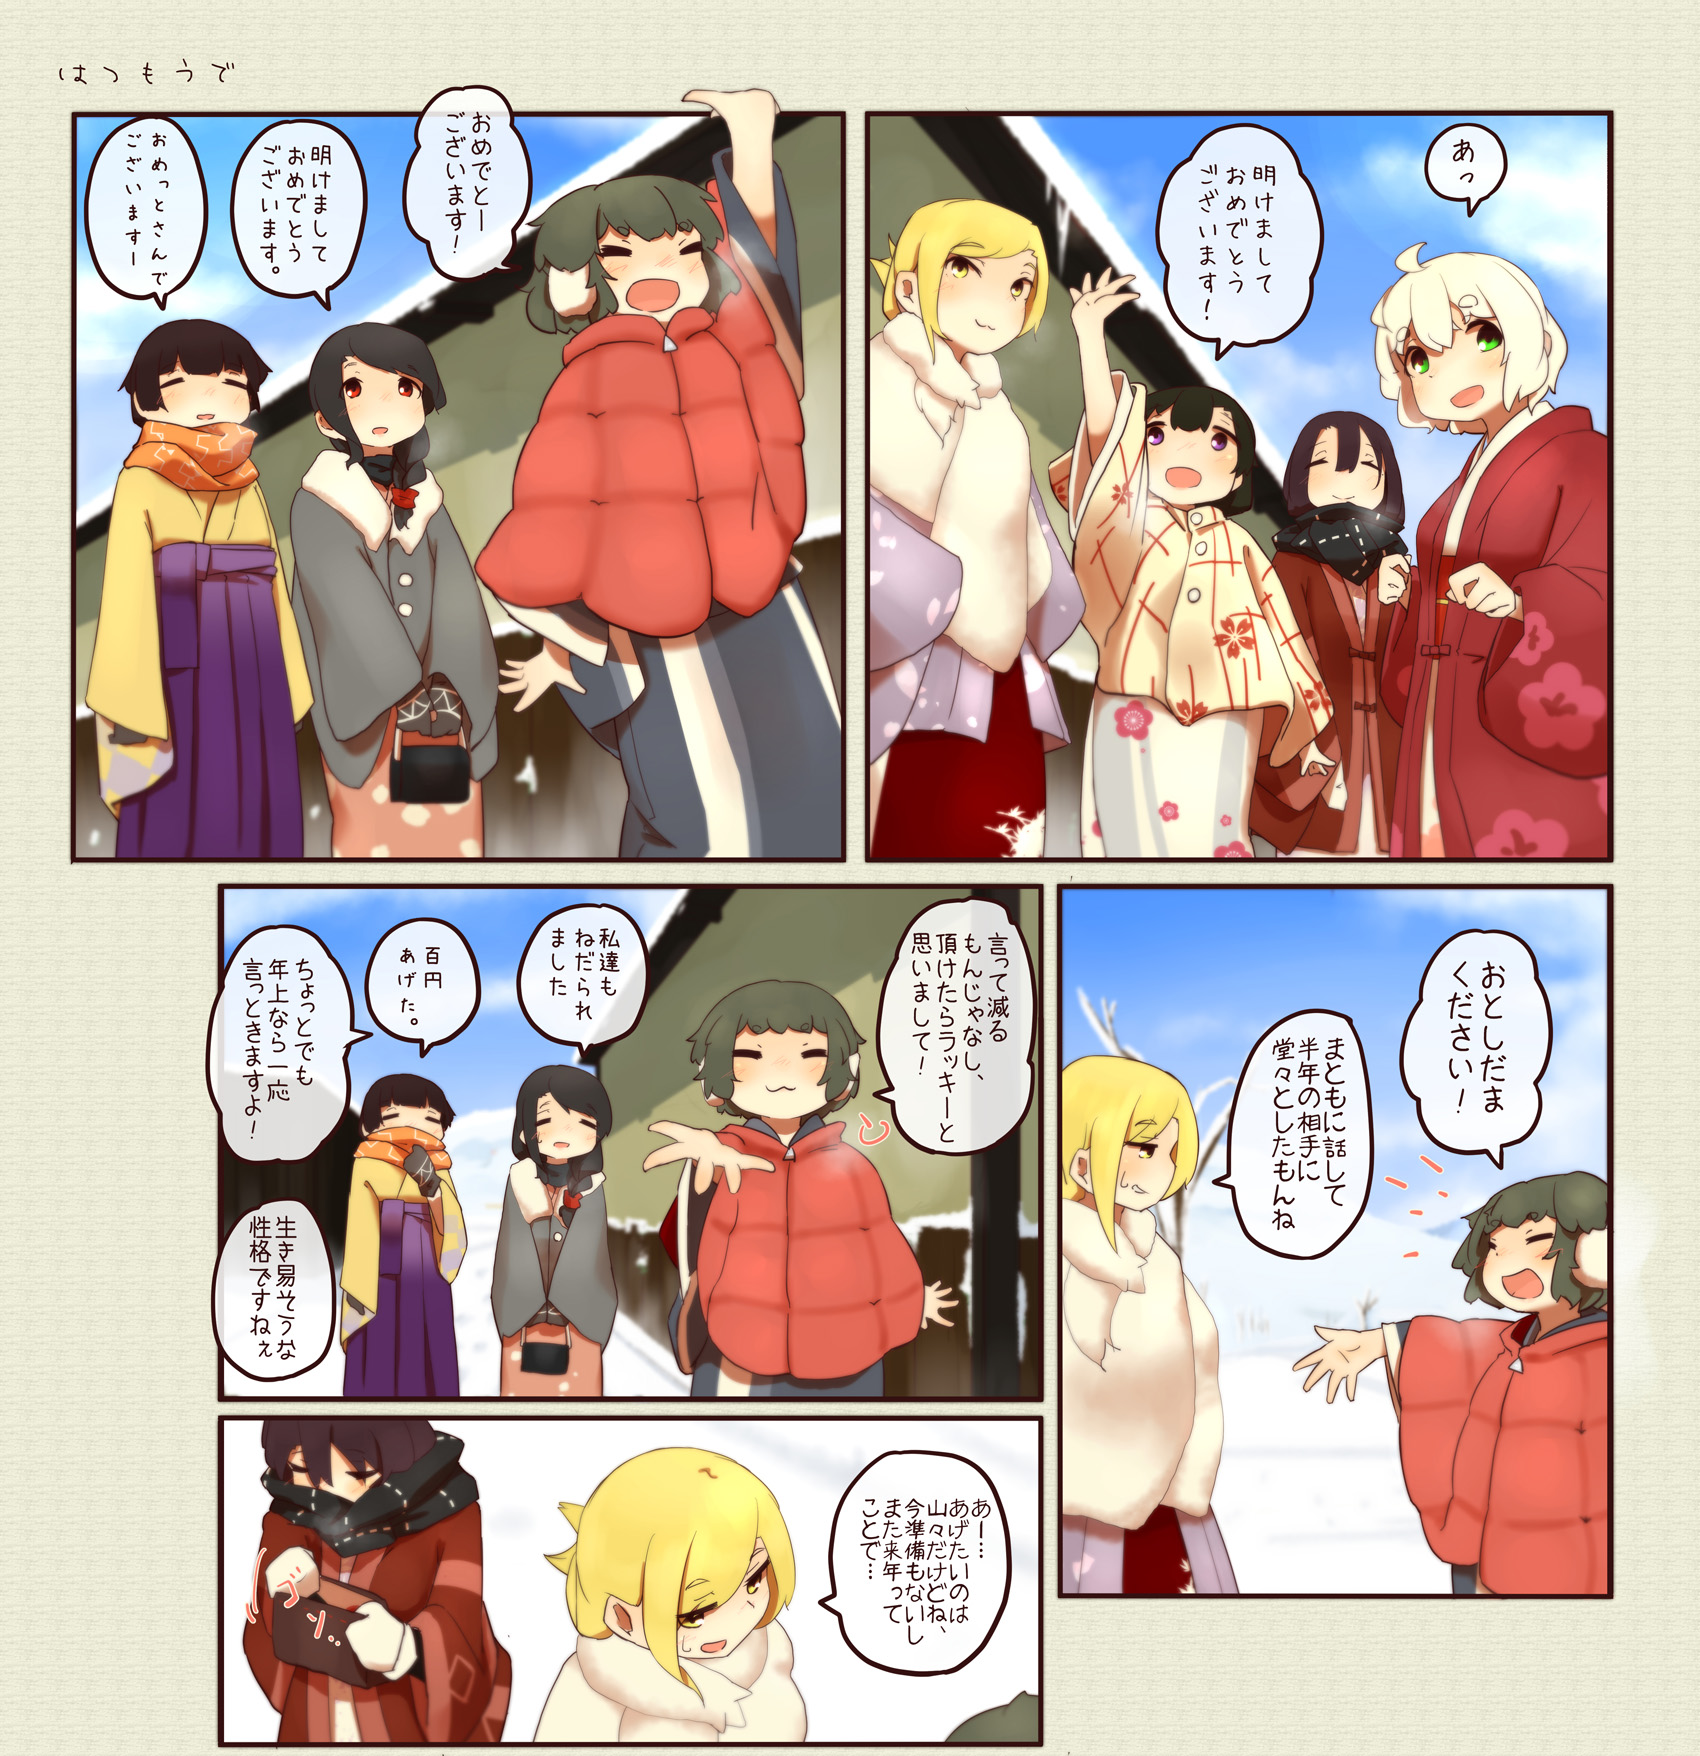 はつもうで
あっ
明けまして
おめでとう
ございます!
おめでとー
ございます!
明けまして
おめでとう
ございます。
おめっとさんで
ございますー
おとしだま
ください!
まともに話して
半年の相手に
堂々としたもんね
言って減る
もんじゃなし、
頂けたらラッキーと
思いまして!
私達も
ねだられ
ました
百円
あげた。
ちょっとでも
年上なら一応
言っときますよ!
生き易そうな
性格ですねぇ
あー…
あげたいのは
山々だけどね、
今準備もないし
また来年って
ことで…
ゴソ..